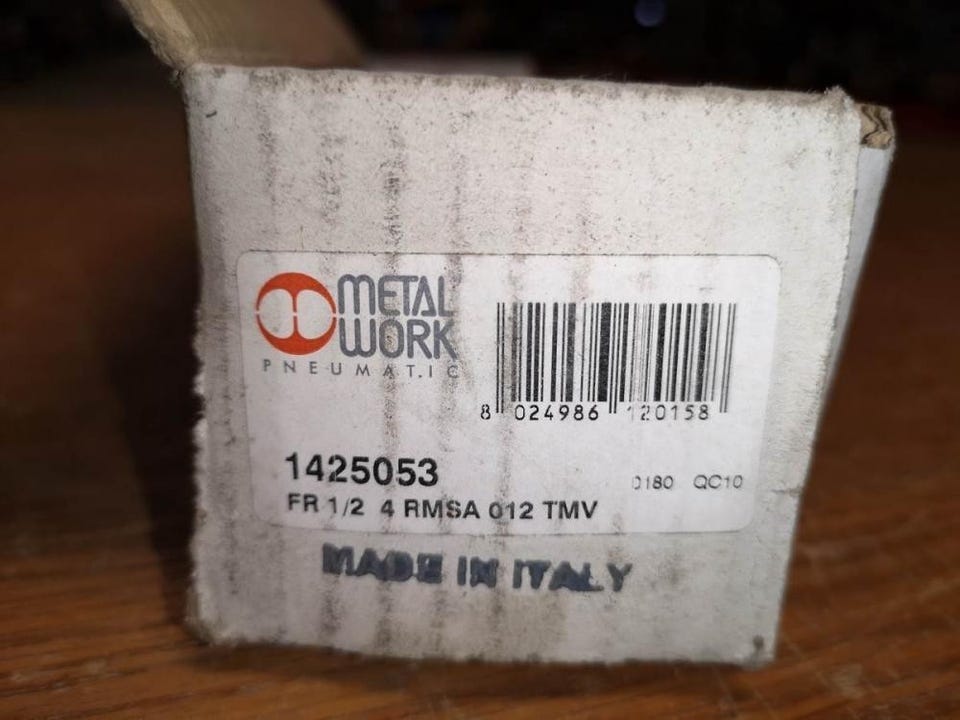 METAL
WORK
PNEUMATIC
8 024986 120158
1425053
0180 QC10
FR 1/2 4 RMSA 012 TMV
MADE IN ITALY